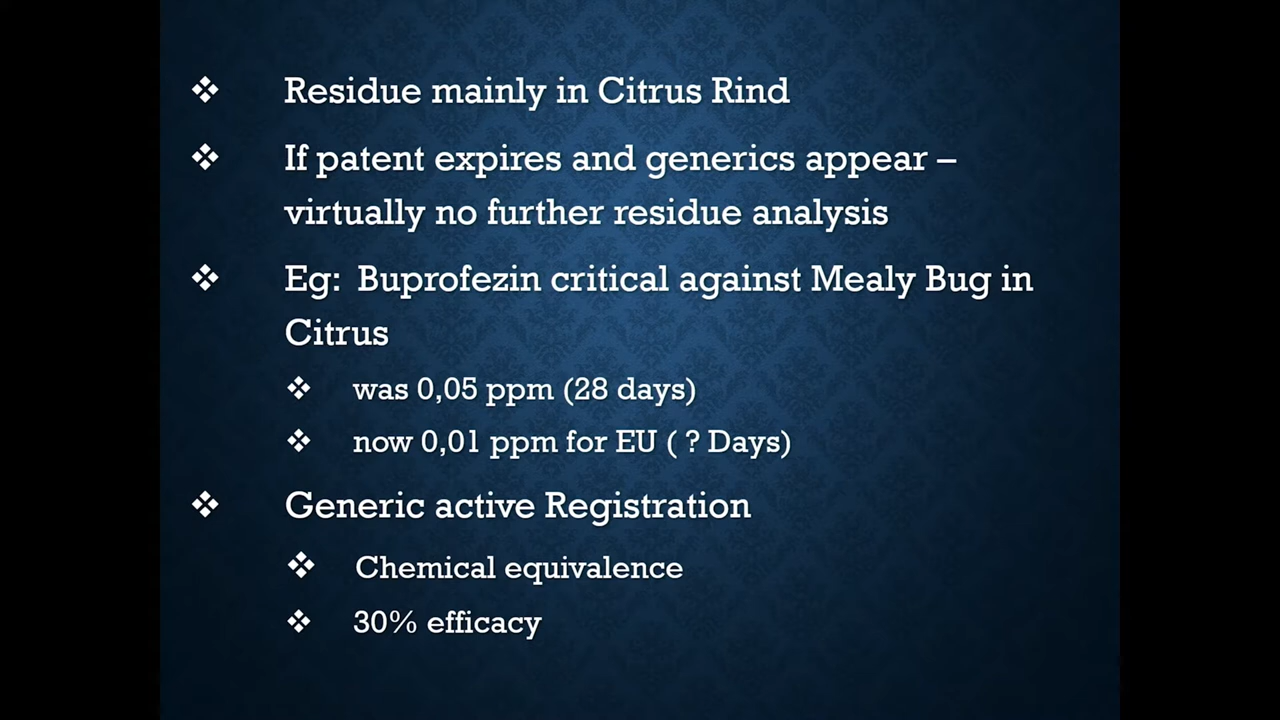 ❖ Residue mainly in Citrus Rind
❖ If patent expires and generics appear –
virtually no further residue analysis
❖ Eg: Buprofezin critical against Mealy Bug in
Citrus
❖ was 0,05 ppm (28 days)
❖ now 0,01 ppm for EU ( ? Days)
❖ Generic active Registration
❖ Chemical equivalence
❖ 30% efficacy